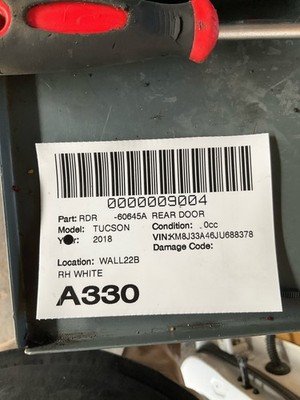 0000009004
Part: RDR -60645A REAR DOOR
Model: TUCSON Condition: .0cc
Year: 2018 VIN:KM8J33A46JU688378
Damage Code:
Location: WALL22B
RH WHITE
A330